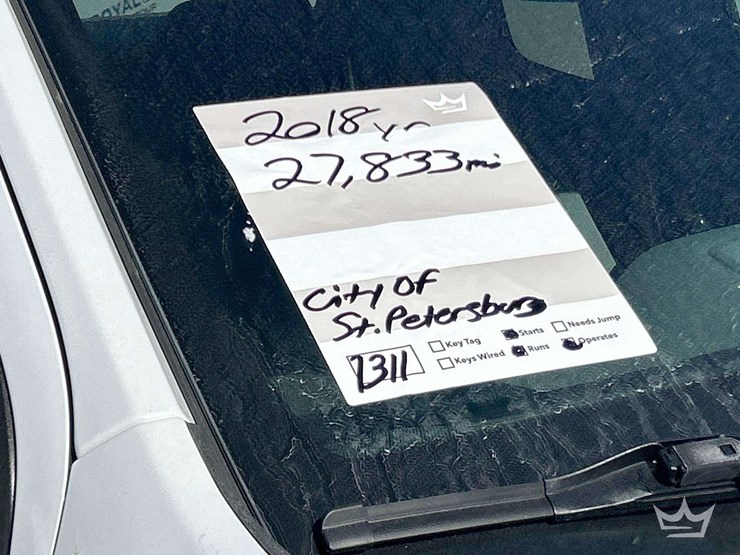 2018 yr
27,833 mi
City Of
St. Petersburg
1311
Key Tag
Starts
Needs Jump
Keys Wired
Runs
Operates